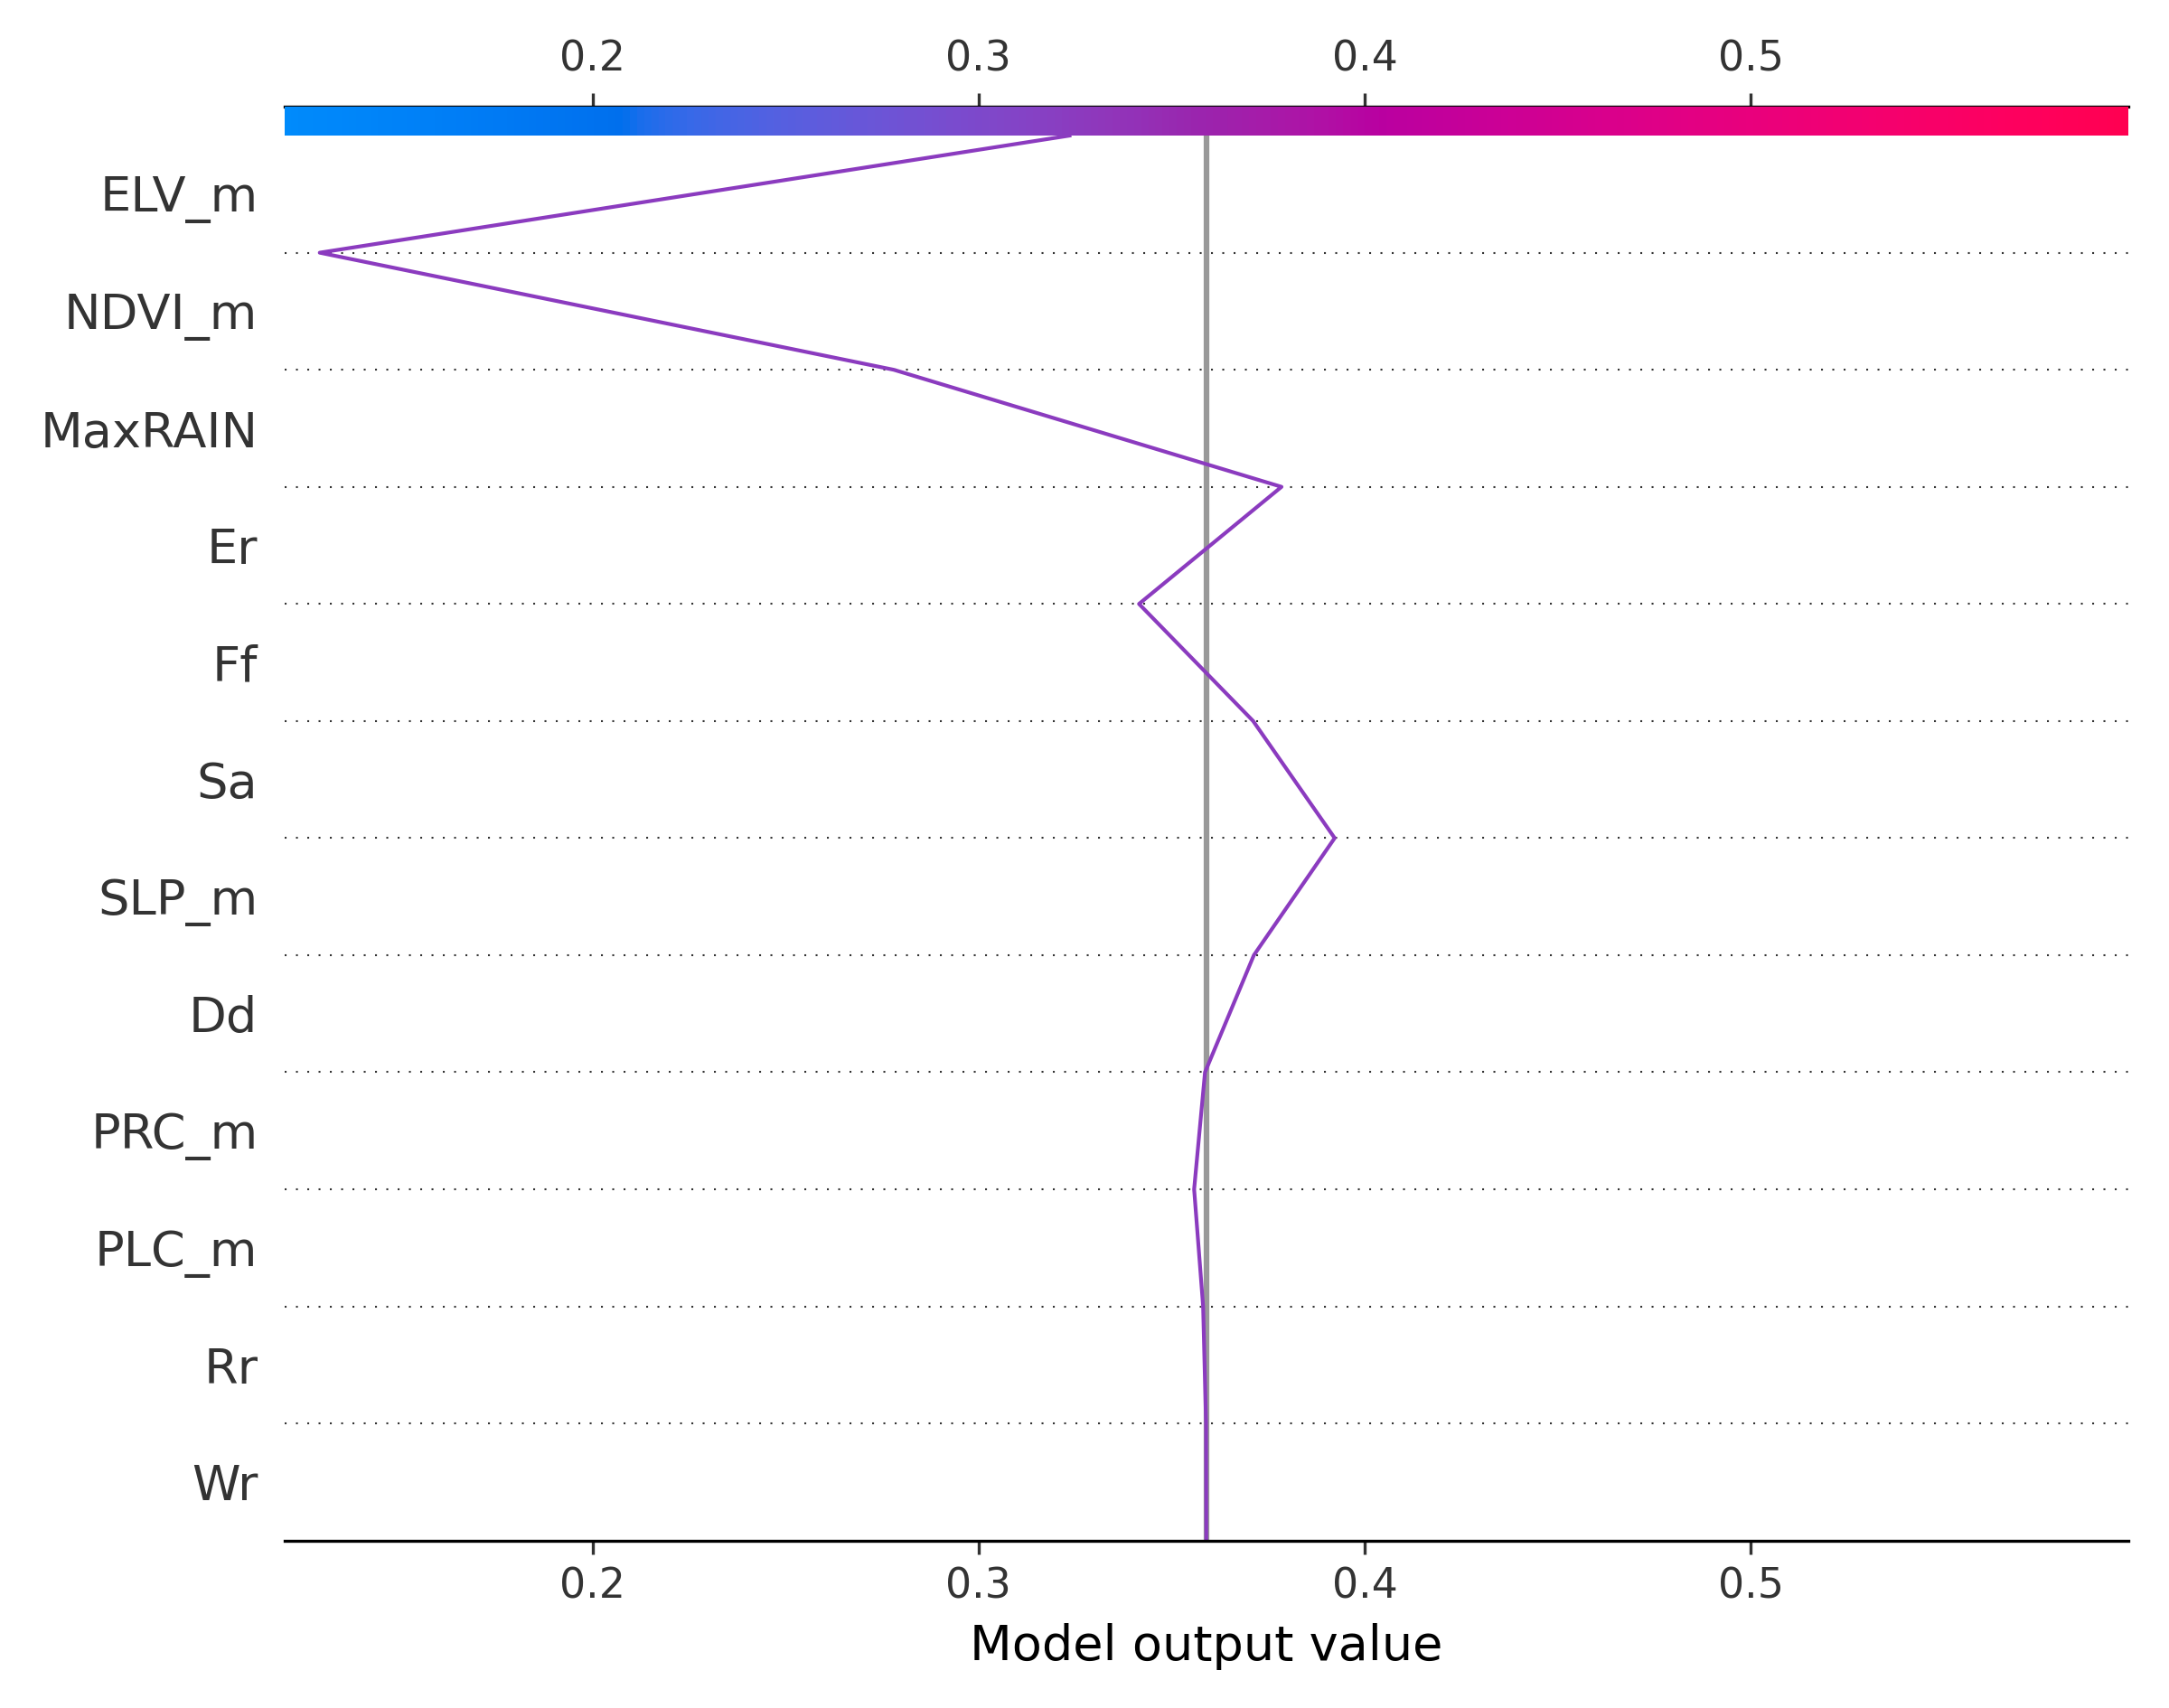 0.2 0.3 0.4 0.5
ELV_m
NDVI_m
MaxRAIN
Er
Ff
Sa
SLP_m
Dd
PRC_m
PLC_m
Rr
Wr
0.2 0.3 0.4 0.5
Model output value